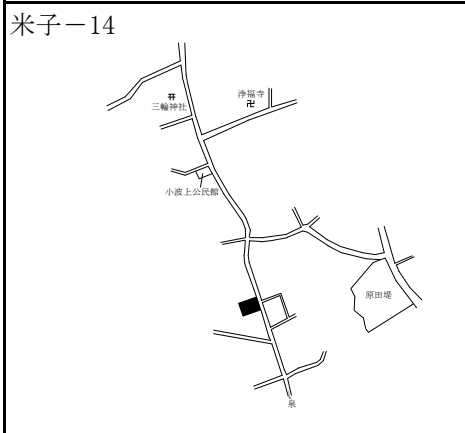 米子－14
浄福寺
三輪神社
小波上公民館
原田堤
泉